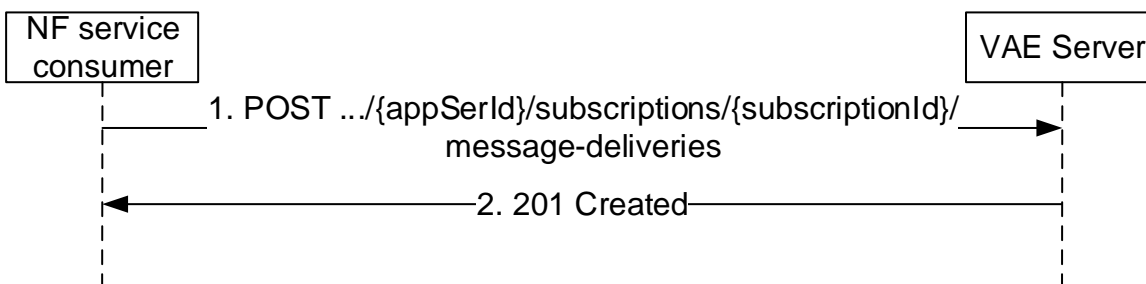 NF service
consumer
VAE Server
1. POST .../{appSerId}/subscriptions/{subscriptionId}/
message-deliveries
2. 201 Created